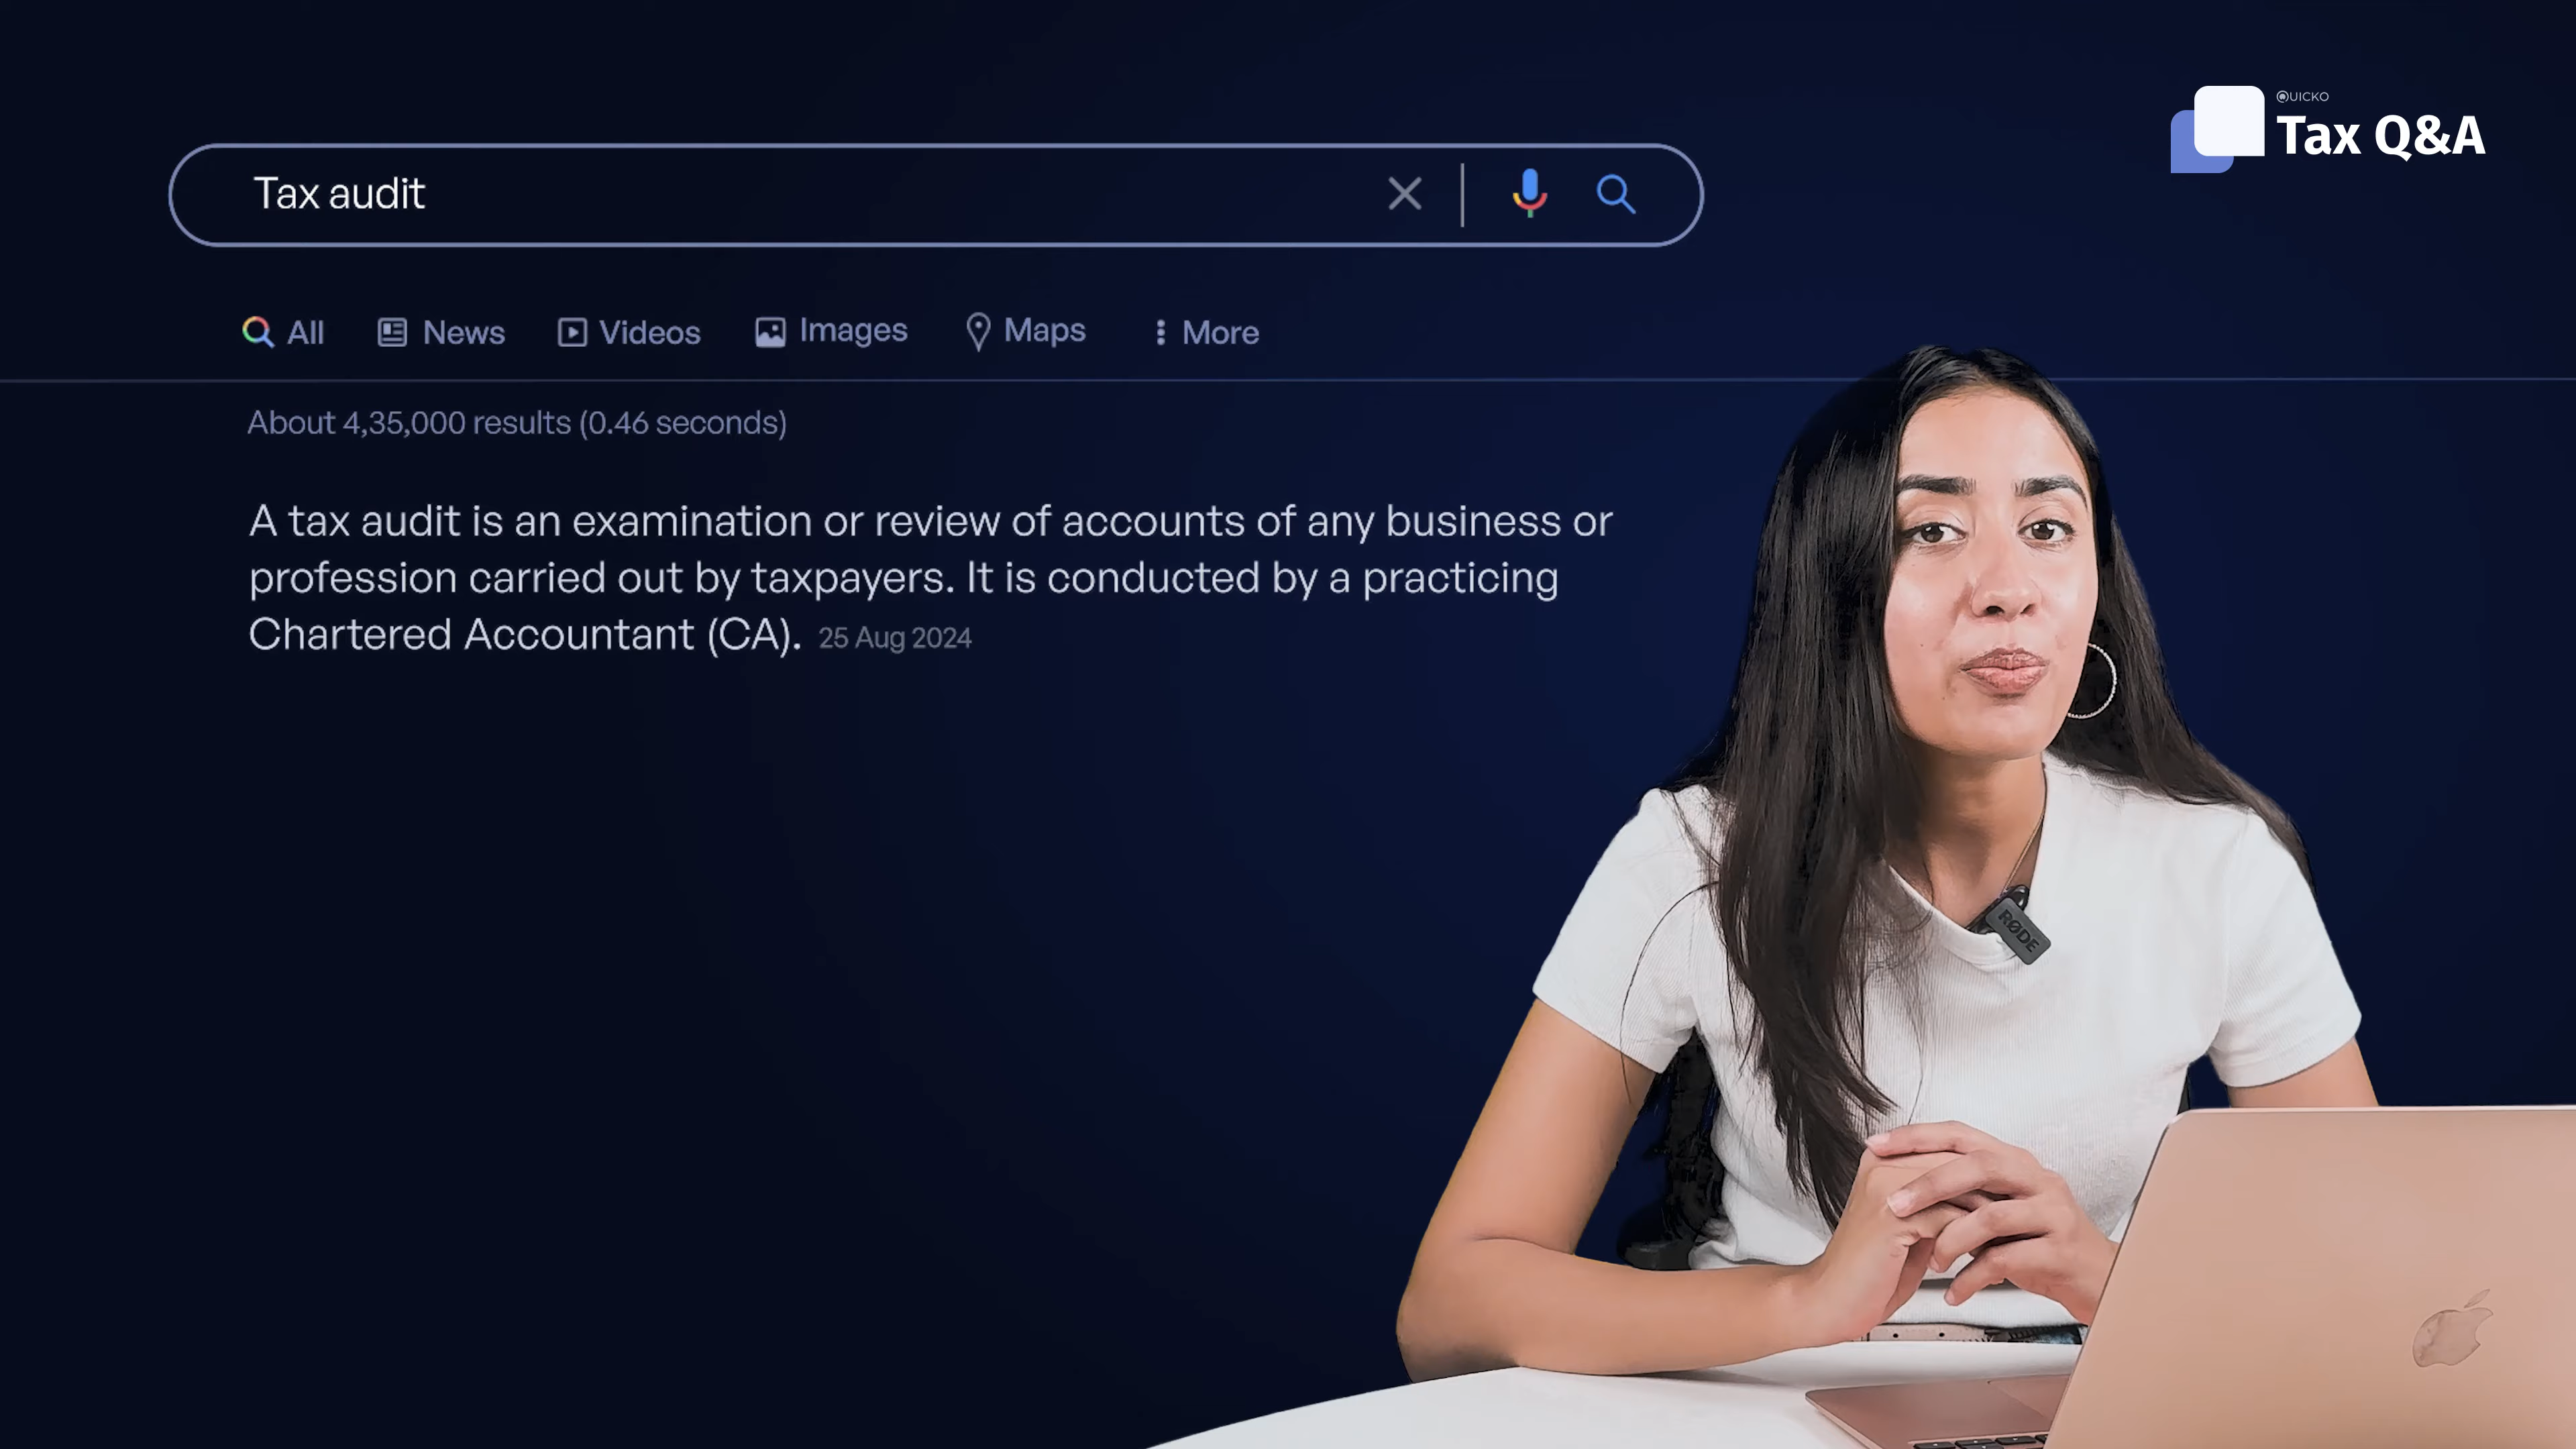 QUICKO
Tax Q&A
Tax audit
All News Videos Images Maps More
About 4,35,000 results (0.46 seconds)
A tax audit is an examination or review of accounts of any business or
profession carried out by taxpayers. It is conducted by a practicing
Chartered Accountant (CA). 25 Aug 2024
RØDE